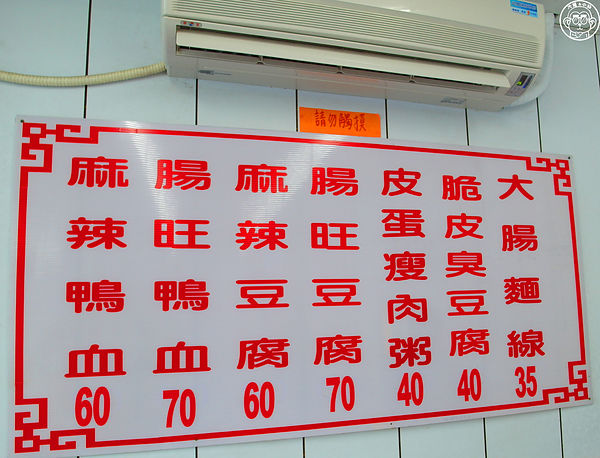 請勿觸摸
大腸麵線 35
脆皮臭豆腐 40
皮蛋瘦肉粥 40
腸旺豆腐 70
麻辣豆腐 60
腸旺鴨血 70
麻辣鴨血 60